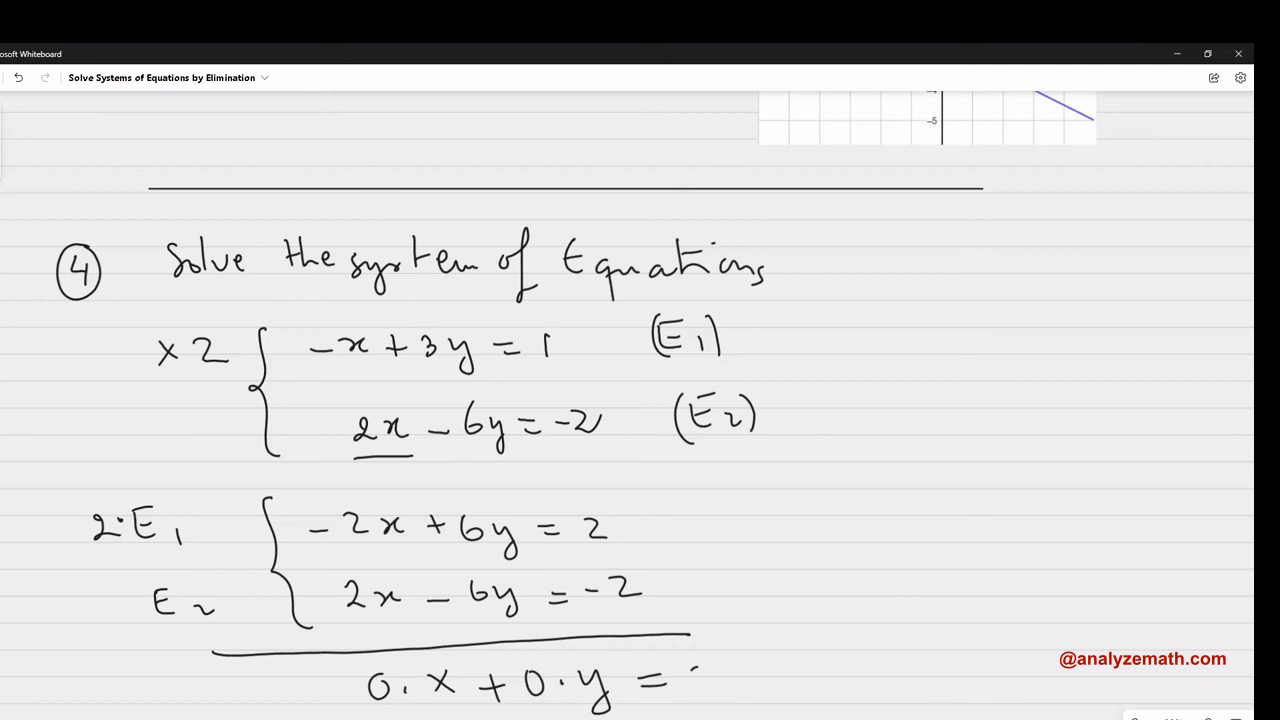 osoft Whiteboard
Solve Systems of Equations by Elimination
-5
4 Solve the system of Equations
× 2 { -x + 3y = 1 (E1)
2x - 6y = -2 (E2)
2·E1 { -2x + 6y = 2
E2 2x - 6y = -2
0.x + 0.y =
@analyzemath.com